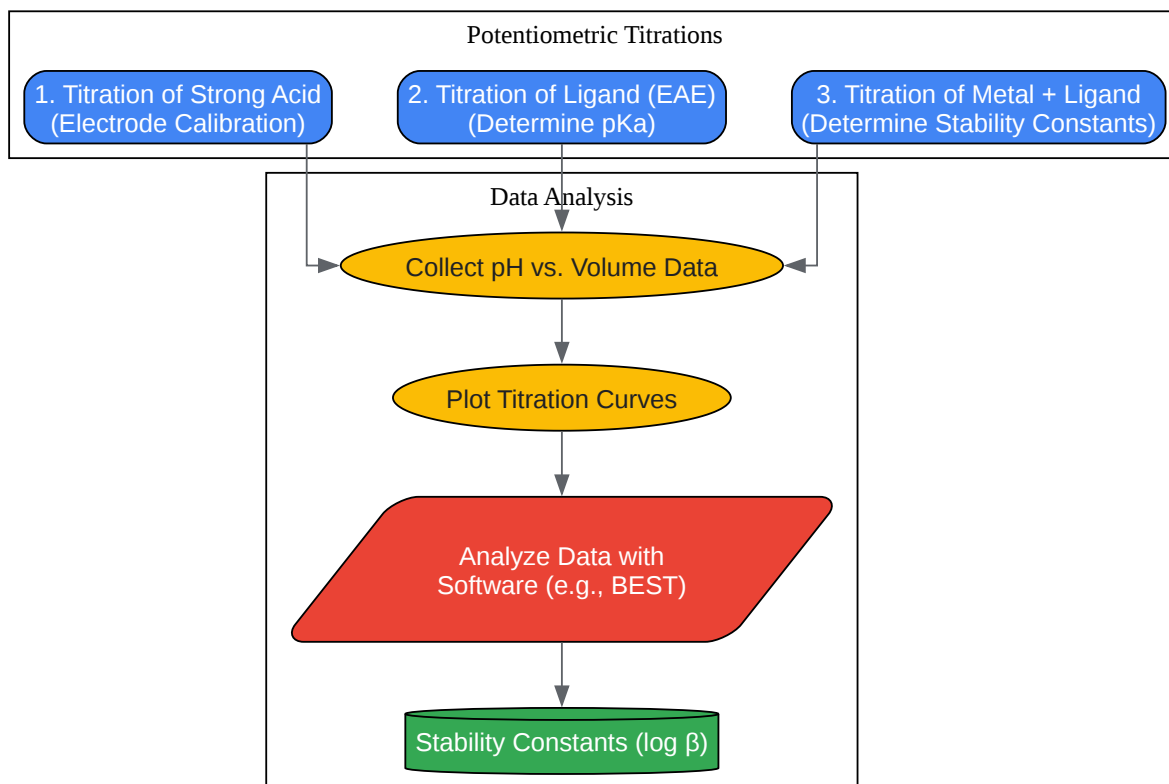 Potentiometric Titrations
1. Titration of Strong Acid
(Electrode Calibration)
2. Titration of Ligand (EAE)
(Determine pKa)
3. Titration of Metal + Ligand
(Determine Stability Constants)
Data Analysis
Collect pH vs. Volume Data
Plot Titration Curves
Analyze Data with
Software (e.g., BEST)
Stability Constants (log β)